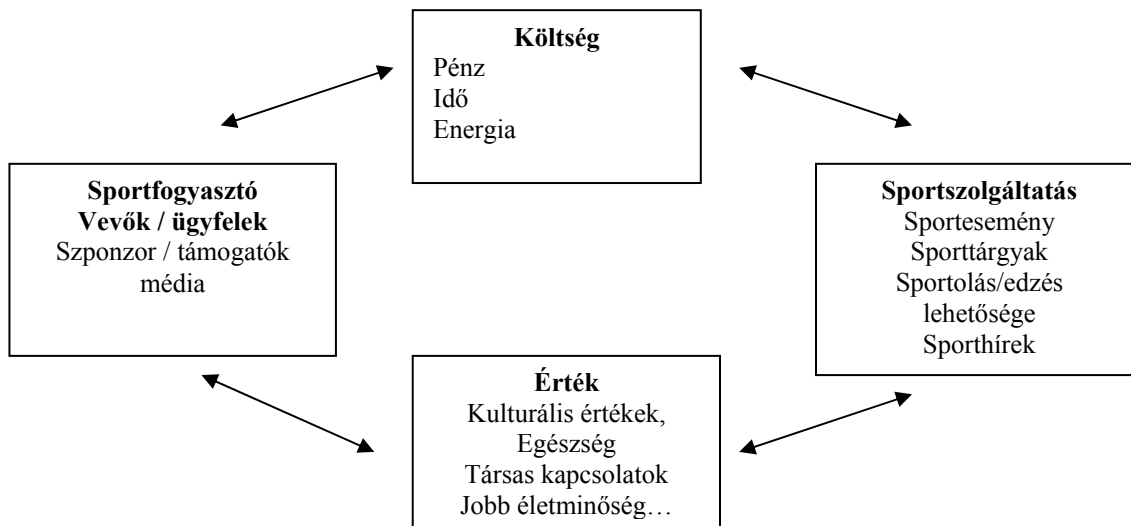 Költség
Pénz
Idő
Energia
Sportfogyasztó
Vevők / ügyfelek
Szponzor / támogatók
média
Sportszolgáltatás
Sportesemény
Sporttárgyak
Sportolás/edzés
lehetősége
Sporthírek
Érték
Kulturális értékek,
Egészség
Társas kapcsolatok
Jobb életminőség…